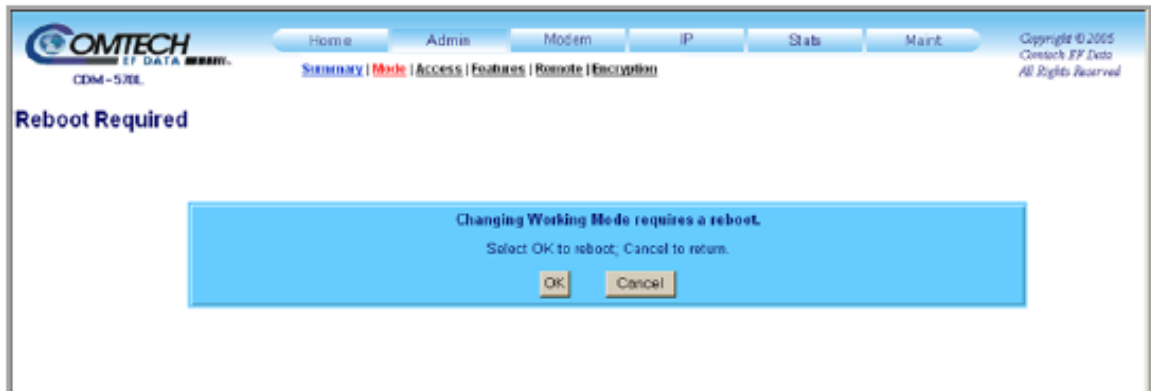 COMTECH
EF DATA
CDM-570L
Home Admin Modem IP Stats Maint
Summary | Mode | Access | Features | Remote | Encryption
Copyright © 2005
Comtech EF Data
All Rights Reserved
Reboot Required
Changing Working Mode requires a reboot.
Select OK to reboot; Cancel to return.
OK Cancel